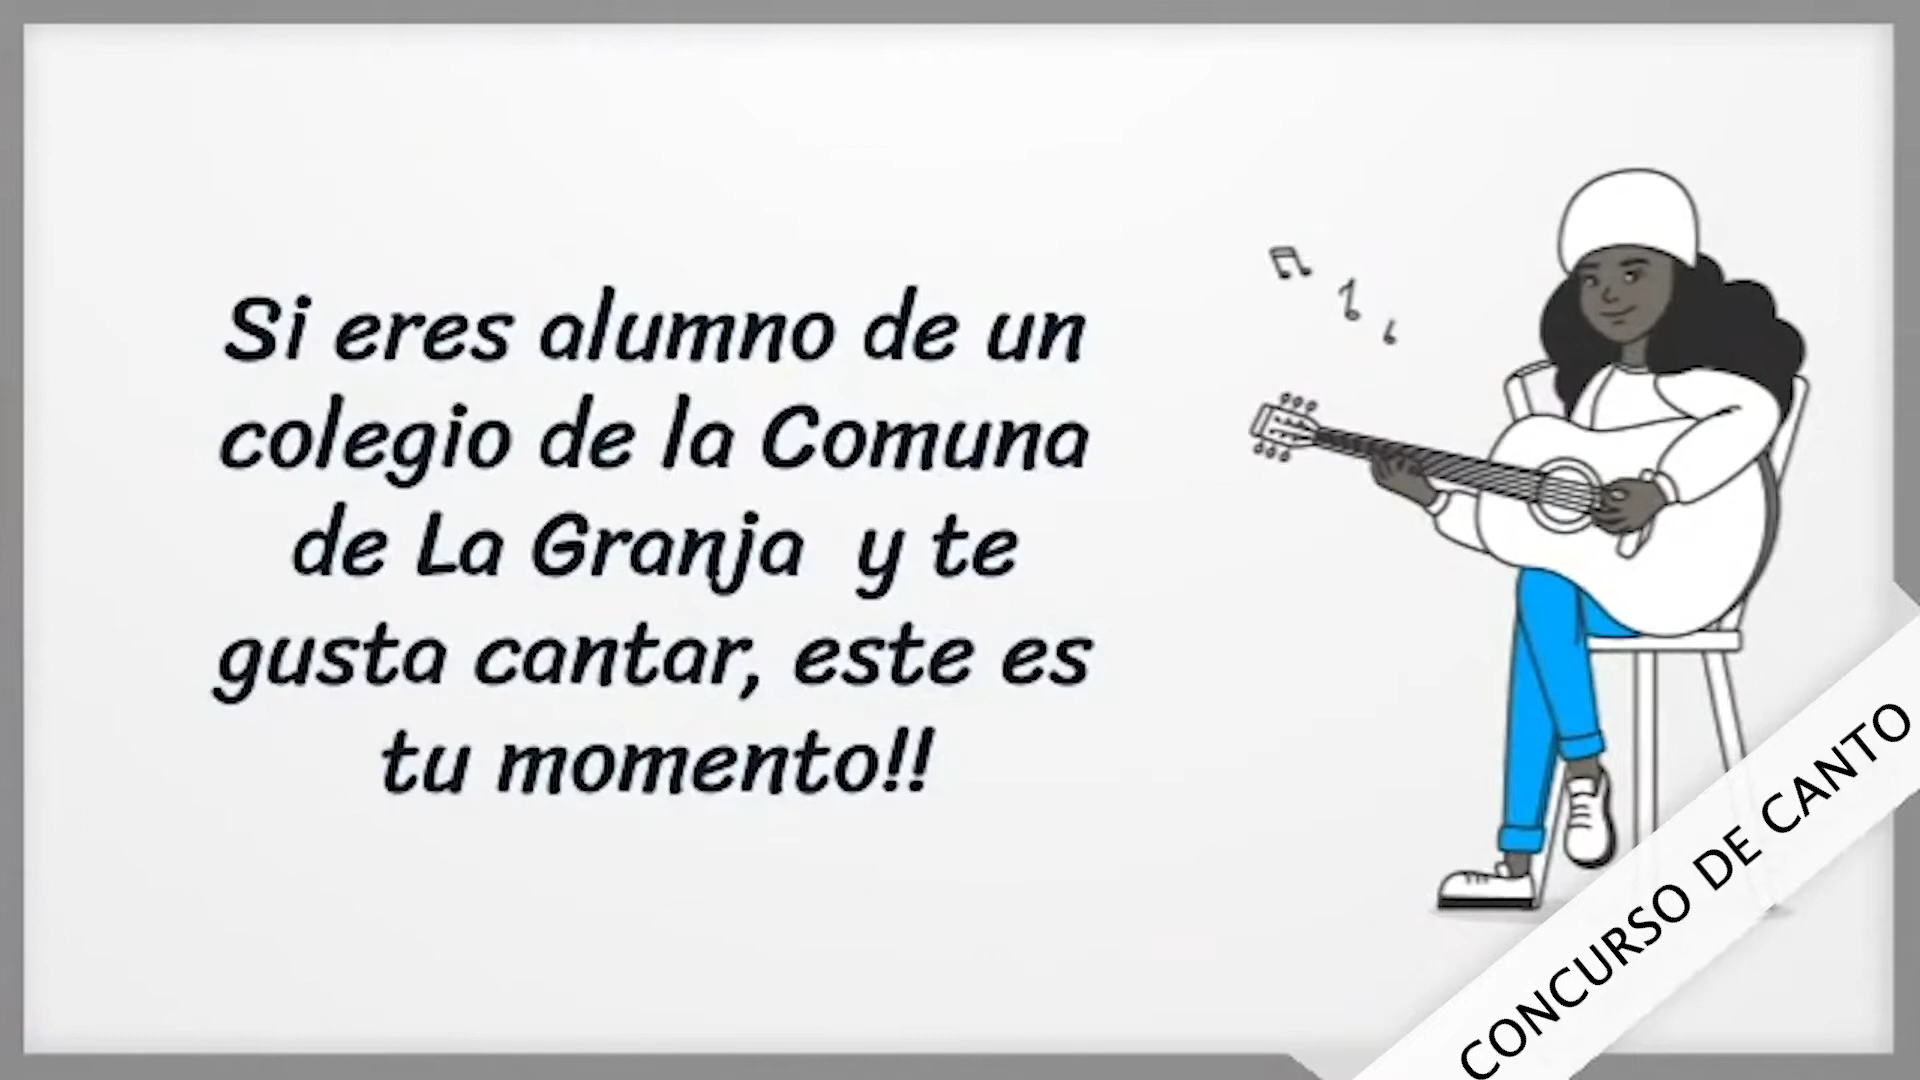 Si eres alumno de un
colegio de la Comuna
de La Granja  y te
gusta cantar, este es
tu momento!!
CONCURSO DE CANTO